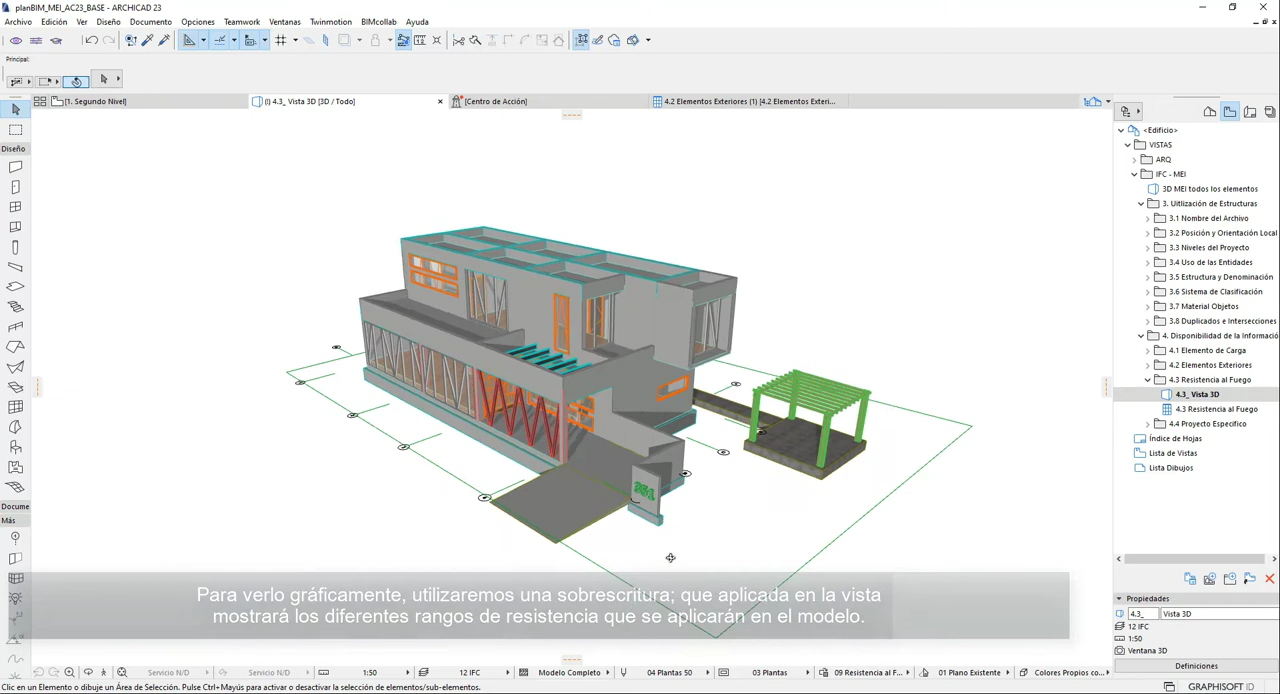 planBIM_MEI_AC23_BASE - ARCHICAD 23
Archivo Edición Ver Diseño Documento Opciones Teamwork Ventanas Twinmotion BIMcollab Ayuda
Principal:
[1. Segundo Nivel]
(!) 4.3_ Vista 3D [3D / Todo]
[Centro de Acción]
4.2 Elementos Exteriores (1) [4.2 Elementos Exteri...
Diseño
Docume
Más
<Edificio>
VISTAS
ARQ
IFC - MEI
3D MEI todos los elementos
3. Uitlización de Estructuras
3.1 Nombre del Archivo
3.2 Posición y Orientación Local
3.3 Niveles del Proyecto
3.4 Uso de las Entidades
3.5 Estructura y Denominación
3.6 Sistema de Clasificación
3.7 Material Objetos
3.8 Duplicados e Intersecciones
4. Disponibilidad de la Informació
4.1 Elemento de Carga
4.2 Elementos Exteriores
4.3 Resistencia al Fuego
4.3_ Vista 3D
4.3 Resistencia al Fuego
4.4 Proyecto Especifico
Índice de Hojas
Lista de Vistas
Lista Dibujos
351
Para verlo gráficamente, utilizaremos una sobrescritura; que aplicada en la vista
mostrará los diferentes rangos de resistencia que se aplicarán en el modelo.
Propiedades
4.3_ Vista 3D
12 IFC
1:50
Ventana 3D
Definiciones
Servicio N/D Servicio N/D 1:50 12 IFC Modelo Completo 04 Plantas 50 03 Plantas 09 Resistencia al F... 01 Plano Existente Colores Propios co...
Clic en un Elemento o dibuje un Área de Selección. Pulse Ctrl+Mayús para activar o desactivar la selección de elementos/sub-elementos.
GRAPHISOFT ID